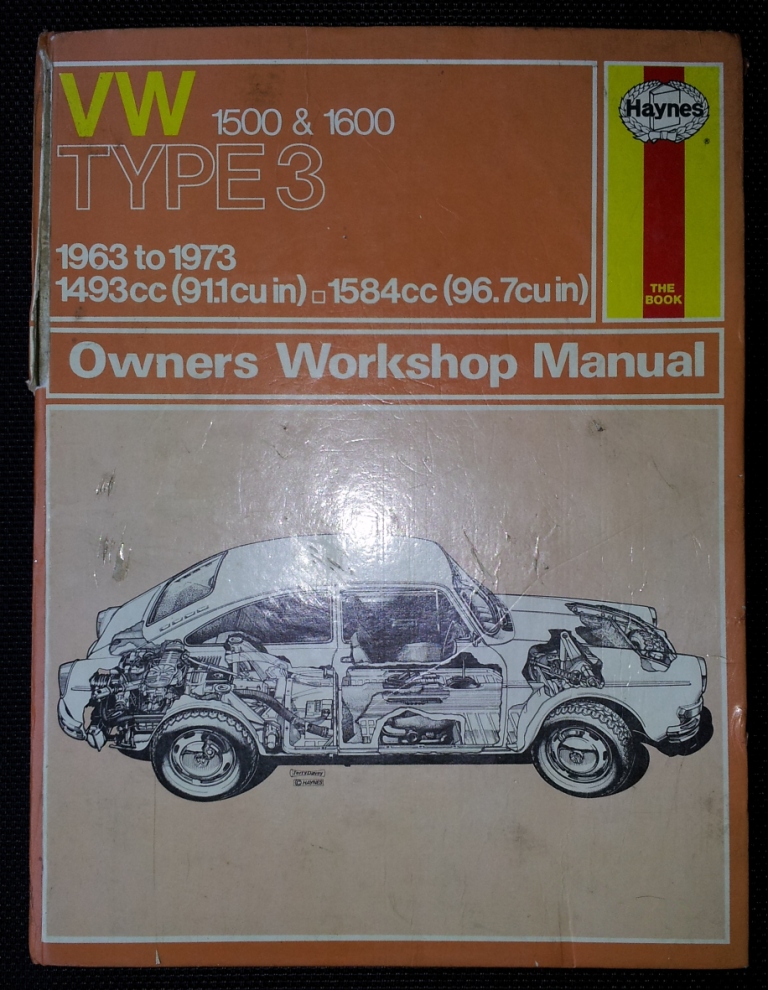 VW 1500 & 1600
TYPE 3
1963 to 1973
1493cc (91.1cu in) □ 1584cc (96.7cu in)
Haynes
THE
BOOK
Owners Workshop Manual
© HAYNES